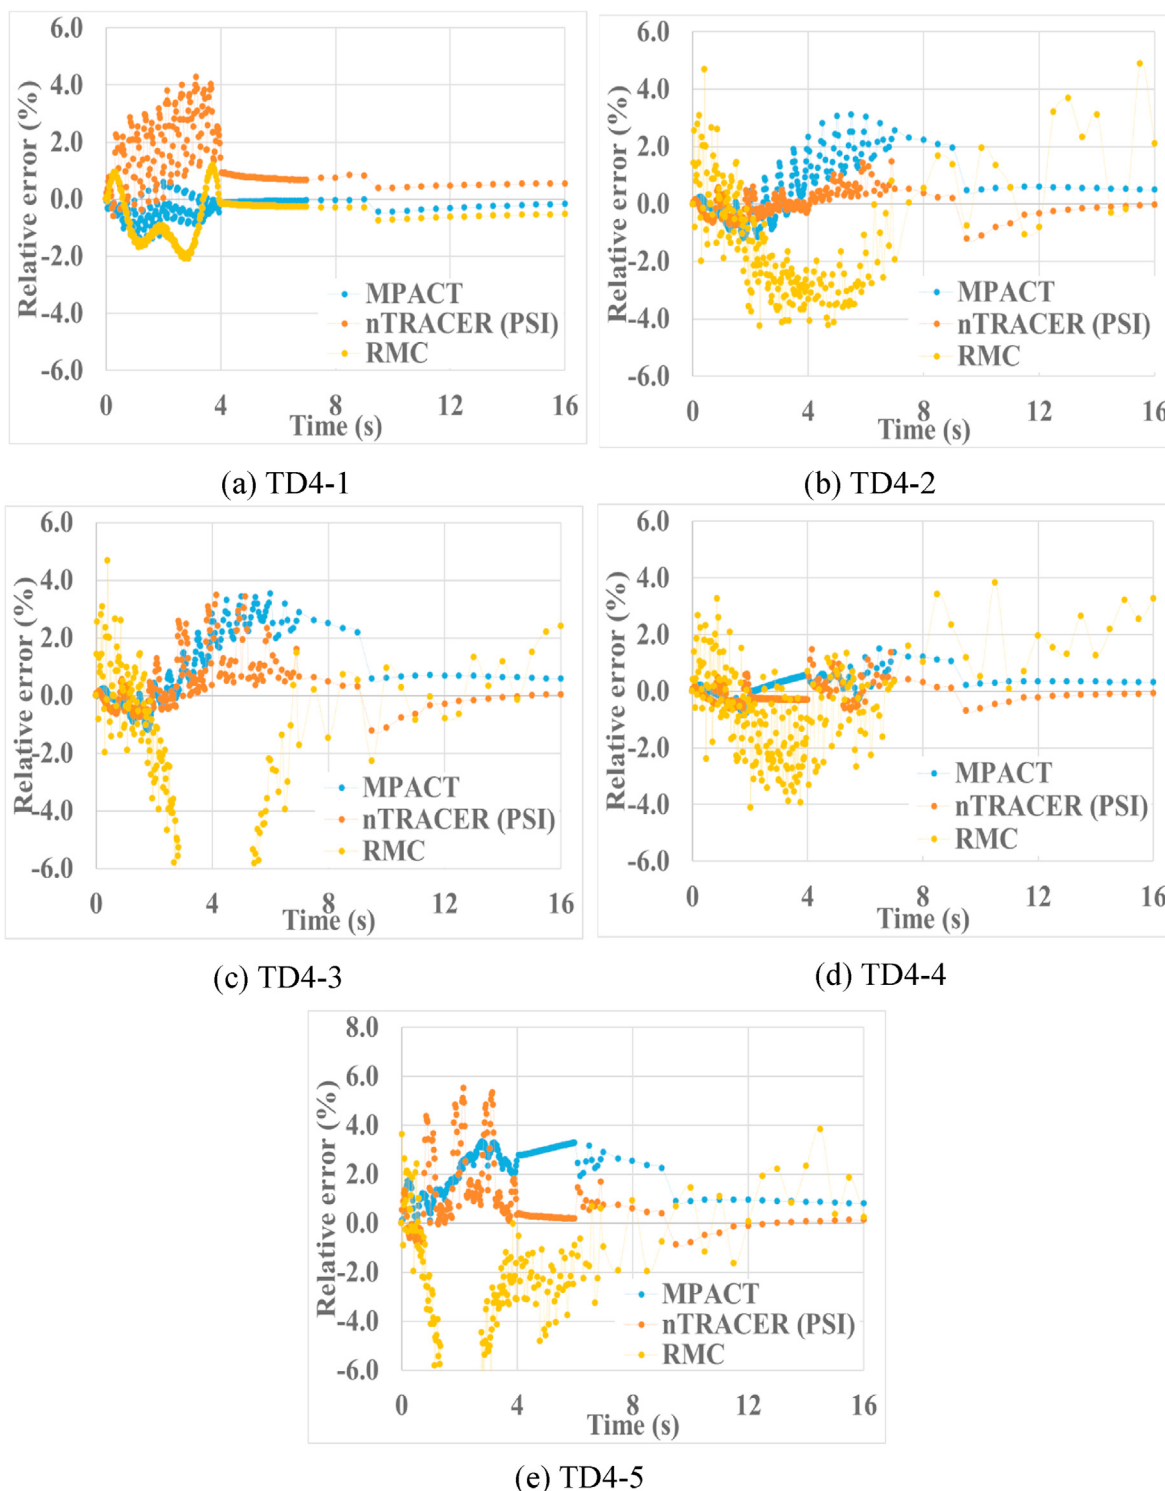 6.0
4.0
2.0
0.0
-2.0
-4.0
-6.0
Relative error (%)
MPACT
nTRACER (PSI)
RMC
0 4 8 12 16
Time (s)
(a) TD4-1
6.0
4.0
2.0
0.0
-2.0
-4.0
-6.0
Relative error (%)
MPACT
nTRACER (PSI)
RMC
0 4 8 12 16
Time (s)
(b) TD4-2
6.0
4.0
2.0
0.0
-2.0
-4.0
-6.0
Relative error (%)
MPACT
nTRACER (PSI)
RMC
0 4 8 12 16
Time (s)
(c) TD4-3
6.0
4.0
2.0
0.0
-2.0
-4.0
-6.0
Relative error (%)
MPACT
nTRACER (PSI)
RMC
0 4 8 12 16
Time (s)
(d) TD4-4
8.0
6.0
4.0
2.0
0.0
-2.0
-4.0
-6.0
Relative error (%)
MPACT
nTRACER (PSI)
RMC
0 4 8 12 16
Time (s)
(e) TD4-5